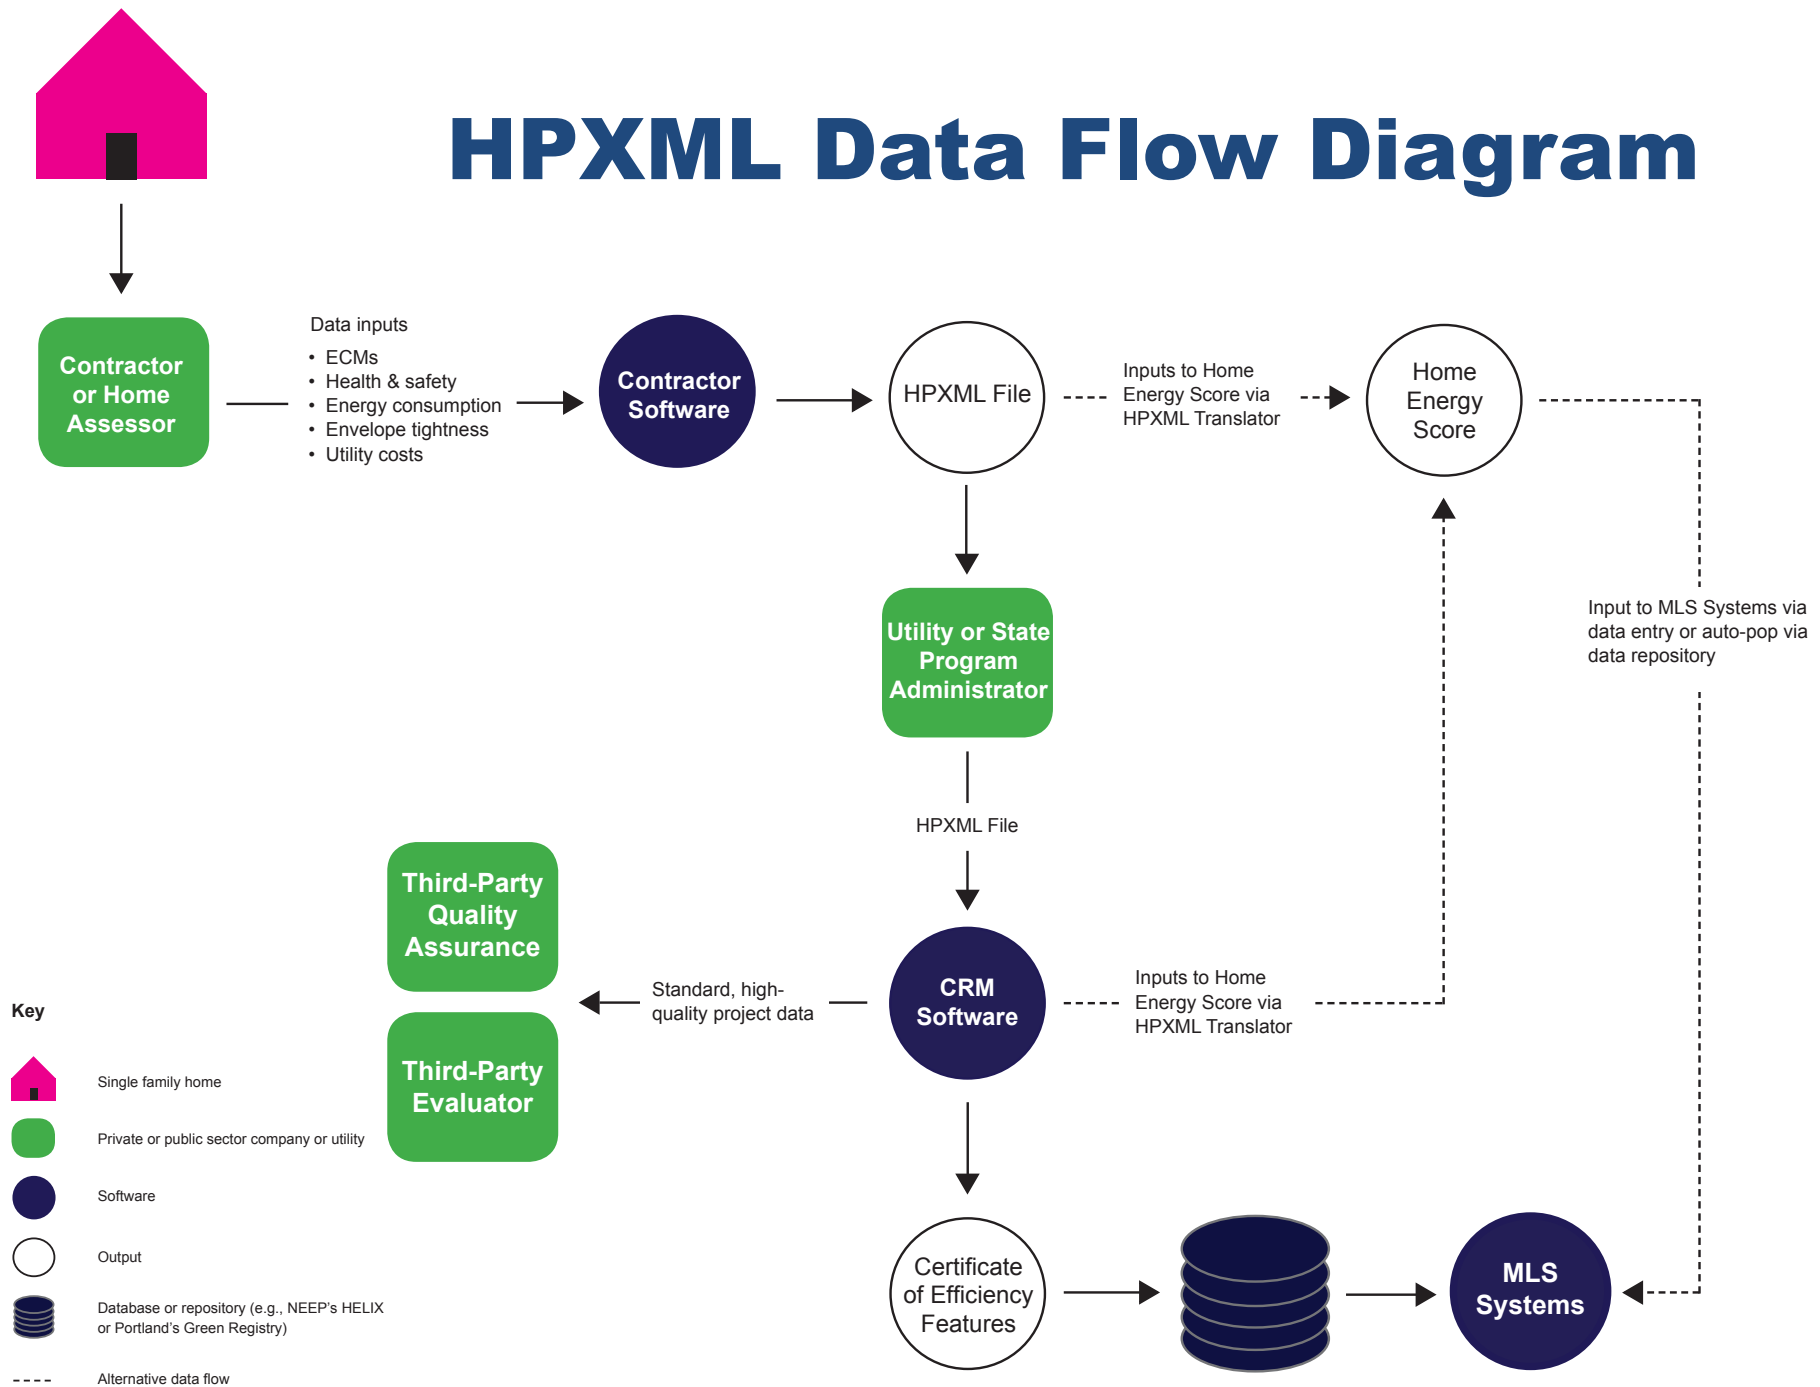 HPXML Data Flow Diagram
Contractor
or Home
Assessor
Data inputs
• ECMs
• Health & safety
• Energy consumption
• Envelope tightness
• Utility costs
Contractor
Software
HPXML File
Inputs to Home
Energy Score via
HPXML Translator
Home
Energy
Score
Utility or State
Program
Administrator
Input to MLS Systems via
data entry or auto-pop via
data repository
HPXML File
Third-Party
Quality
Assurance
Third-Party
Evaluator
Standard, high-
quality project data
CRM
Software
Inputs to Home
Energy Score via
HPXML Translator
Certificate
of Efficiency
Features
MLS
Systems
Key
Single family home
Private or public sector company or utility
Software
Output
Database or repository (e.g., NEEP's HELIX
or Portland's Green Registry)
Alternative data flow